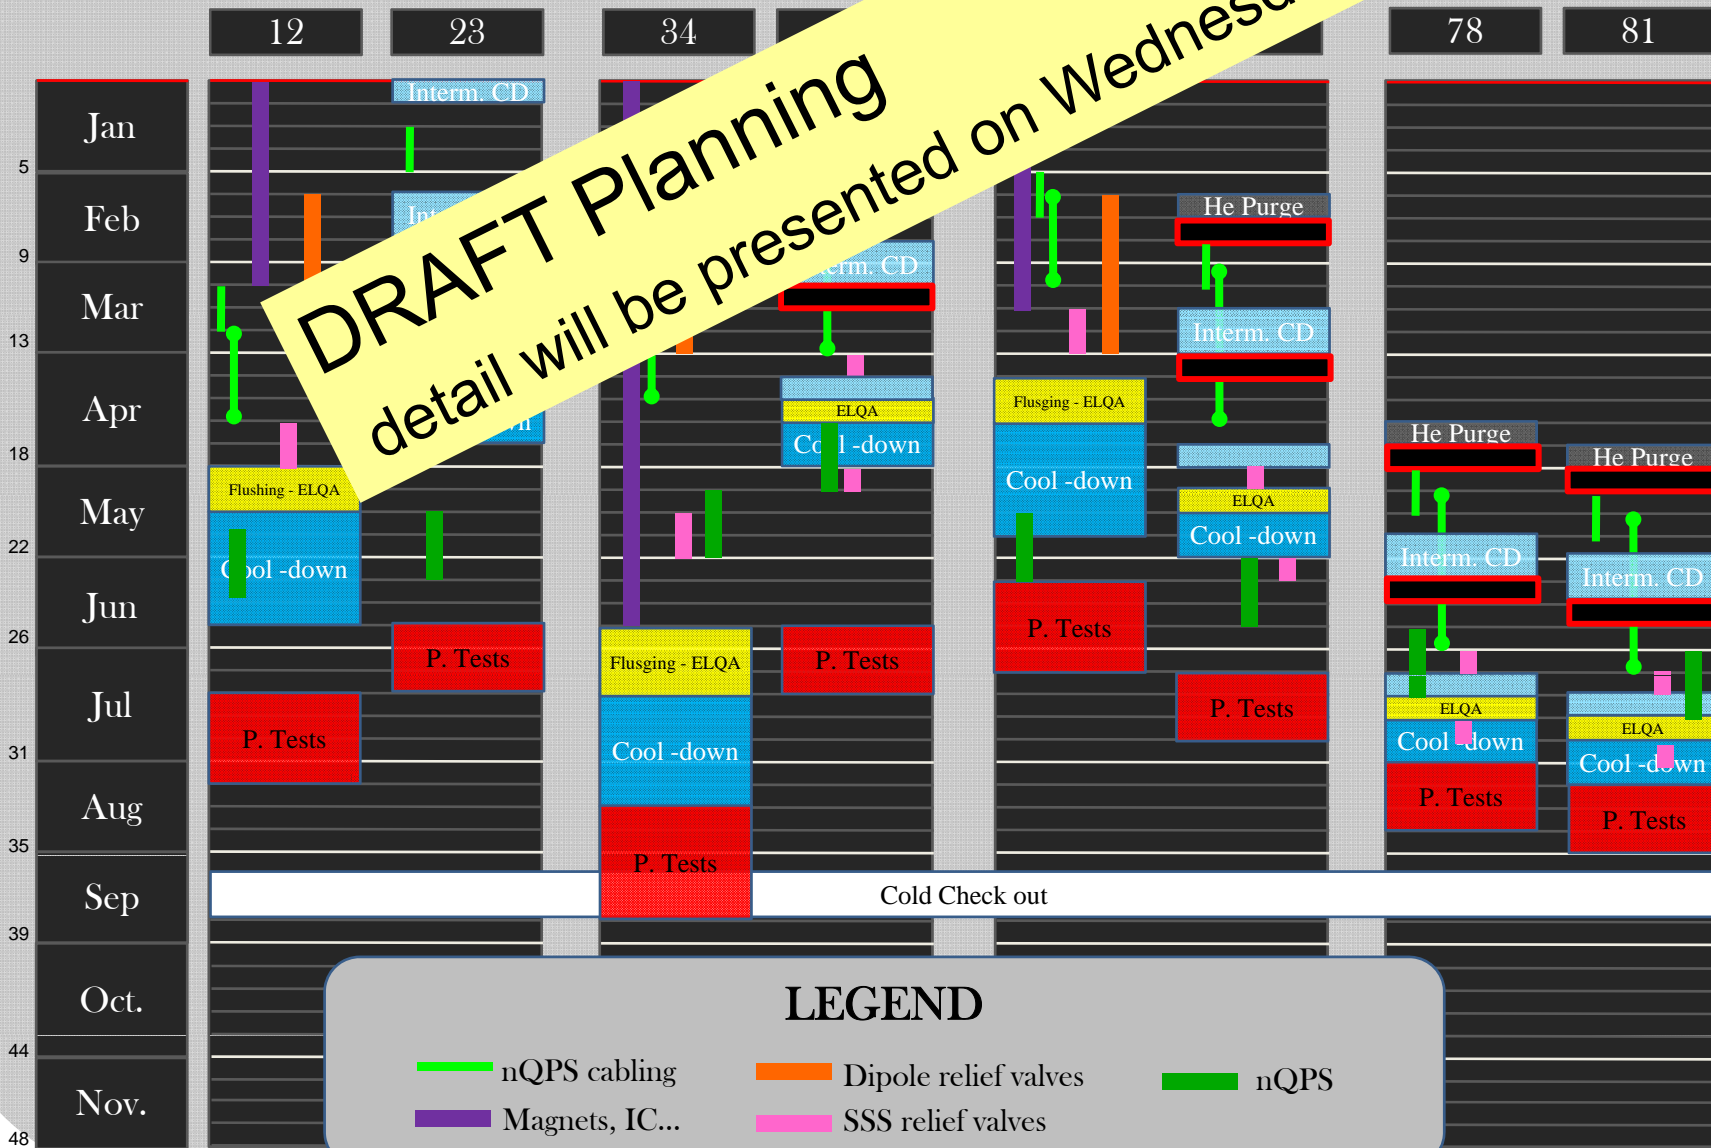 12
23
34
78
81
DRAFT Planning
detail will be presented on
Jan
Feb
Mar
Apr
May
Jun
Jul
Aug
Sep
Oct.
Nov.
5
9
13
18
22
26
31
35
39
44
48
Flushing - ELQA
Cool -down
P. Tests
Interm. CD
P. Tests
Flusging - ELQA
Cool -down
P. Tests
CD
ELQA
Cool -down
P. Tests
Flusging - ELQA
Cool -down
P. Tests
He Purge
Interm. CD
ELQA
Cool -down
P. Tests
He Purge
Interm. CD
ELQA
Cool -down
P. Tests
He Purge
Interm. CD
ELQA
Cool -down
P. Tests
Cold Check out
LEGEND
nQPS cabling
Dipole relief valves
nQPS
Magnets, IC...
SSS relief valves